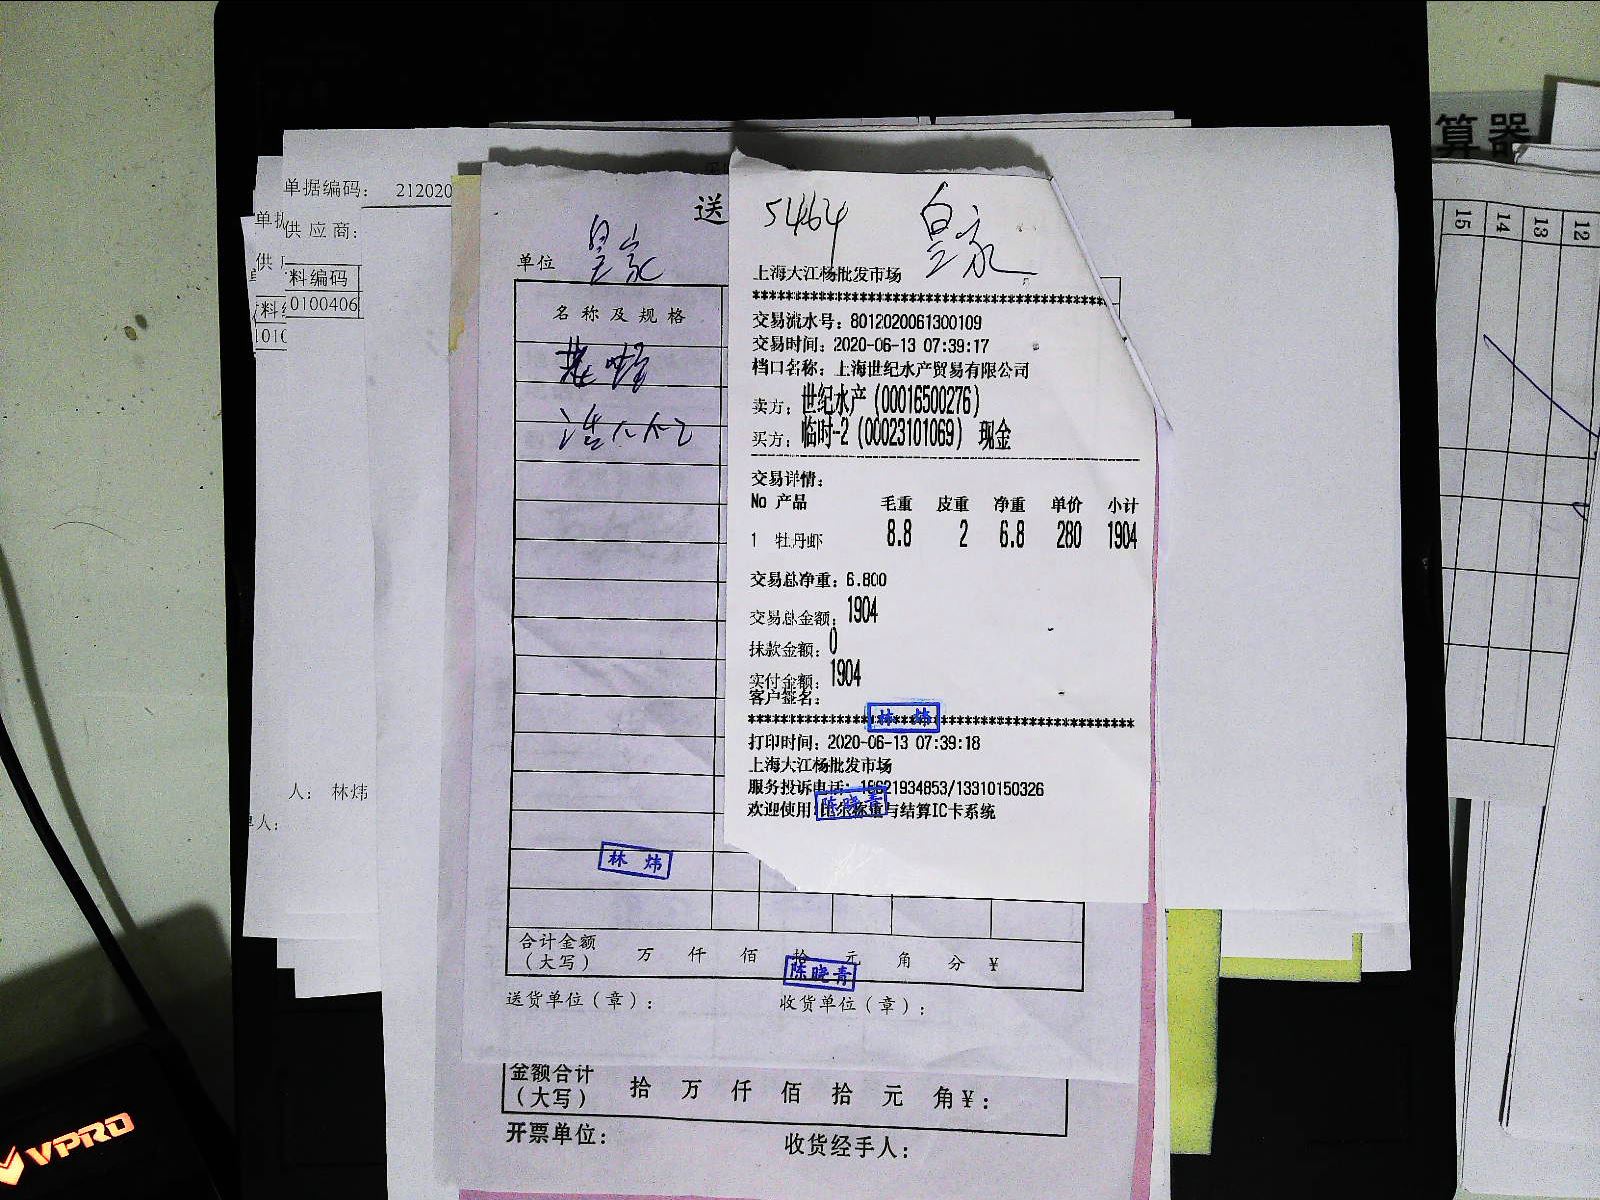 算器
15
14
13
12
单据编码： 212020
单据
供应商：
供
料编码
0100406
料
1010
人： 林炜
人：
送
单位 皇家
名称及规格
林炜
合计金额
（大写） 万 仟 佰 拾 元 角 分 ¥
陈晓青
送货单位（章）： 收货单位（章）：
金额合计
（大写） 拾 万 仟 佰 拾 元 角 ¥：
开票单位： 收货经手人：
5464 皇家
上海大江杨批发市场
************************************************
交易流水号：8012020061300109
交易时间：2020-06-13 07:39:17
档口名称：上海世纪水产贸易有限公司
卖方：世纪水产(00016500276)
买方：临时-2(00023101069) 现金
交易详情：
No 产品 毛重 皮重 净重 单价 小计
1 牡丹虾 8.8 2 6.8 280 1904
交易总净重：6.800
交易总金额：1904
抹款金额：0
实付金额：1904
客户签名：
林炜
************************************************
打印时间：2020-06-13 07:39:18
上海大江杨批发市场
服务投诉电话：621934853/13310150326
陈晓青
欢迎使用 与结算IC卡系统
VPRO